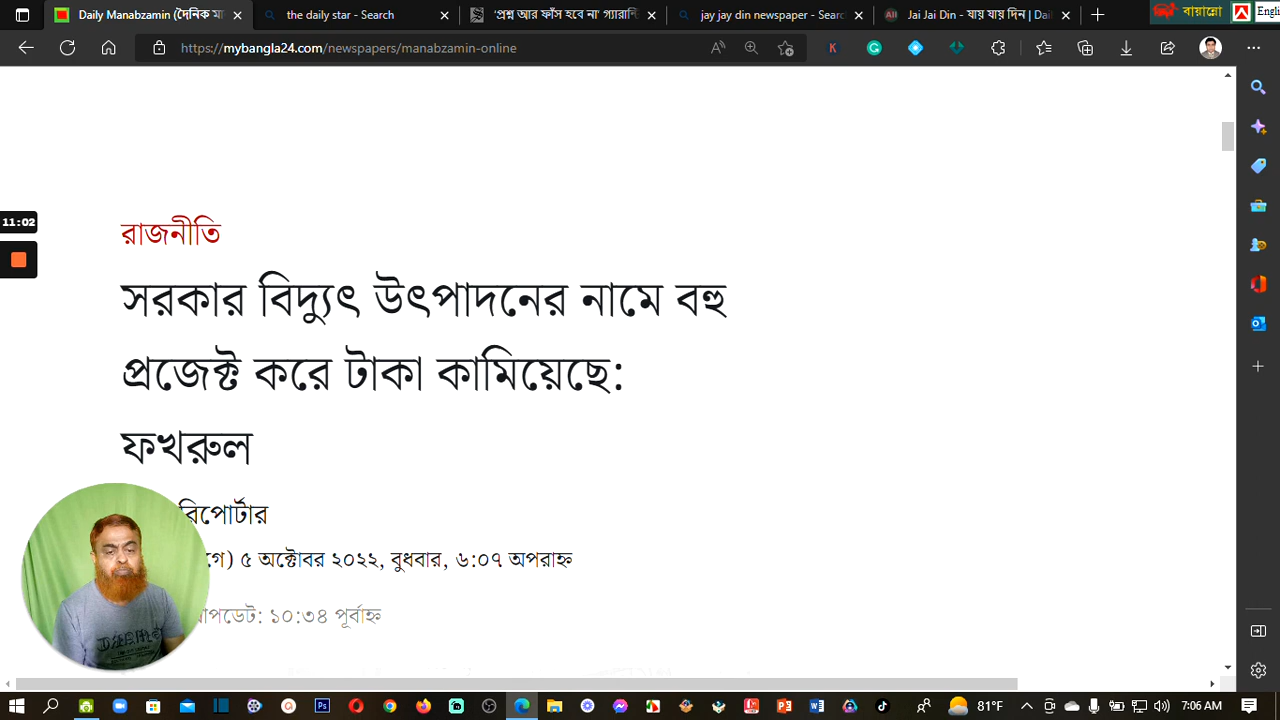 Daily Manabzamin (দৈনিক মা
the daily star - Search
'প্রশ্ন আর ফাঁস হবে না' গ্যারান্টি
jay jay din newspaper - Searc
Jai Jai Din - যায় যায় দিন | Dail
বায়ান্নো
Engli
https://mybangla24.com/newspapers/manabzamin-online
11:02
রাজনীতি
সরকার বিদ্যুৎ উৎপাদনের নামে বহু
প্রজেক্ট করে টাকা কামিয়েছে:
ফখরুল
রিপোর্টার
গে) ৫ অক্টোবর ২০২২, বুধবার, ৬:০৭ অপরাহ্ন
আপডেট: ১০:৩৪ পূর্বাহ্ন
81°F
7:06 AM